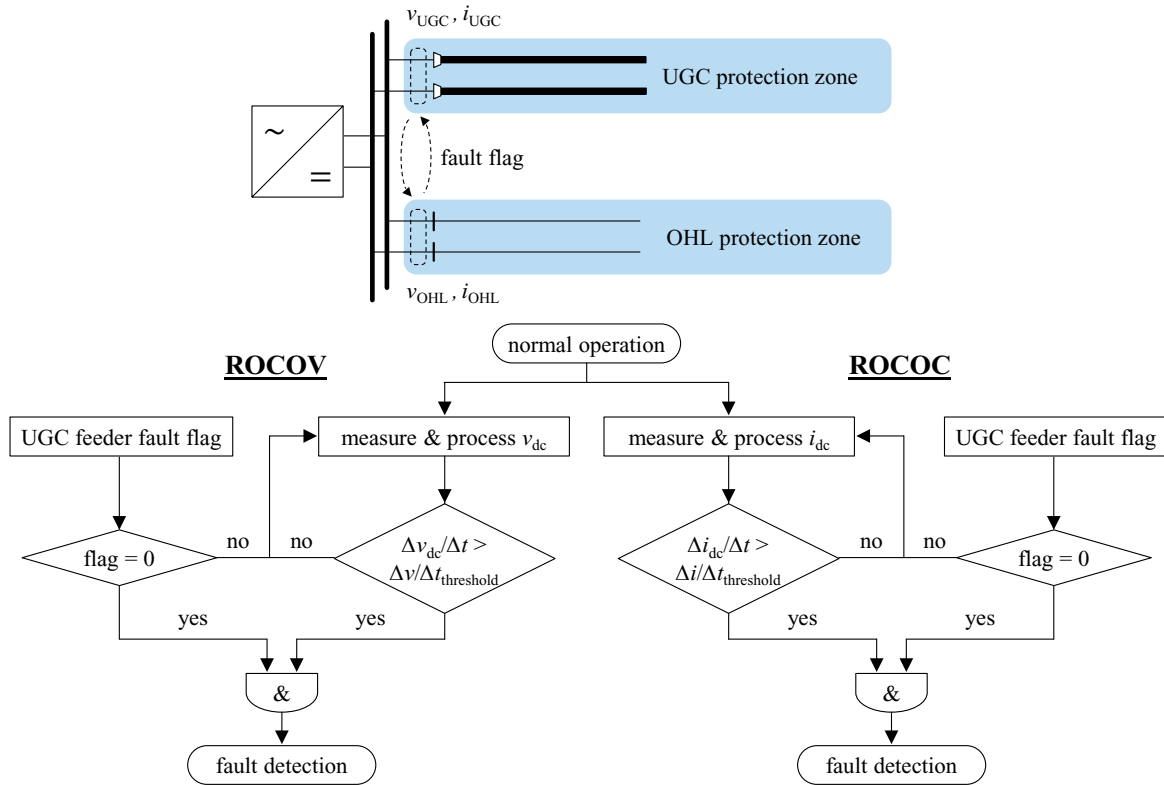 v_UGC , i_UGC
UGC protection zone
~
=
fault flag
OHL protection zone
v_OHL , i_OHL
normal operation
ROCOV
ROCOC
UGC feeder fault flag
measure & process v_dc
measure & process i_dc
UGC feeder fault flag
flag = 0
no
no
Δv_dc/Δt >
Δv/Δt_threshold
Δi_dc/Δt >
Δi/Δt_threshold
no
no
flag = 0
yes
yes
yes
yes
&
&
fault detection
fault detection